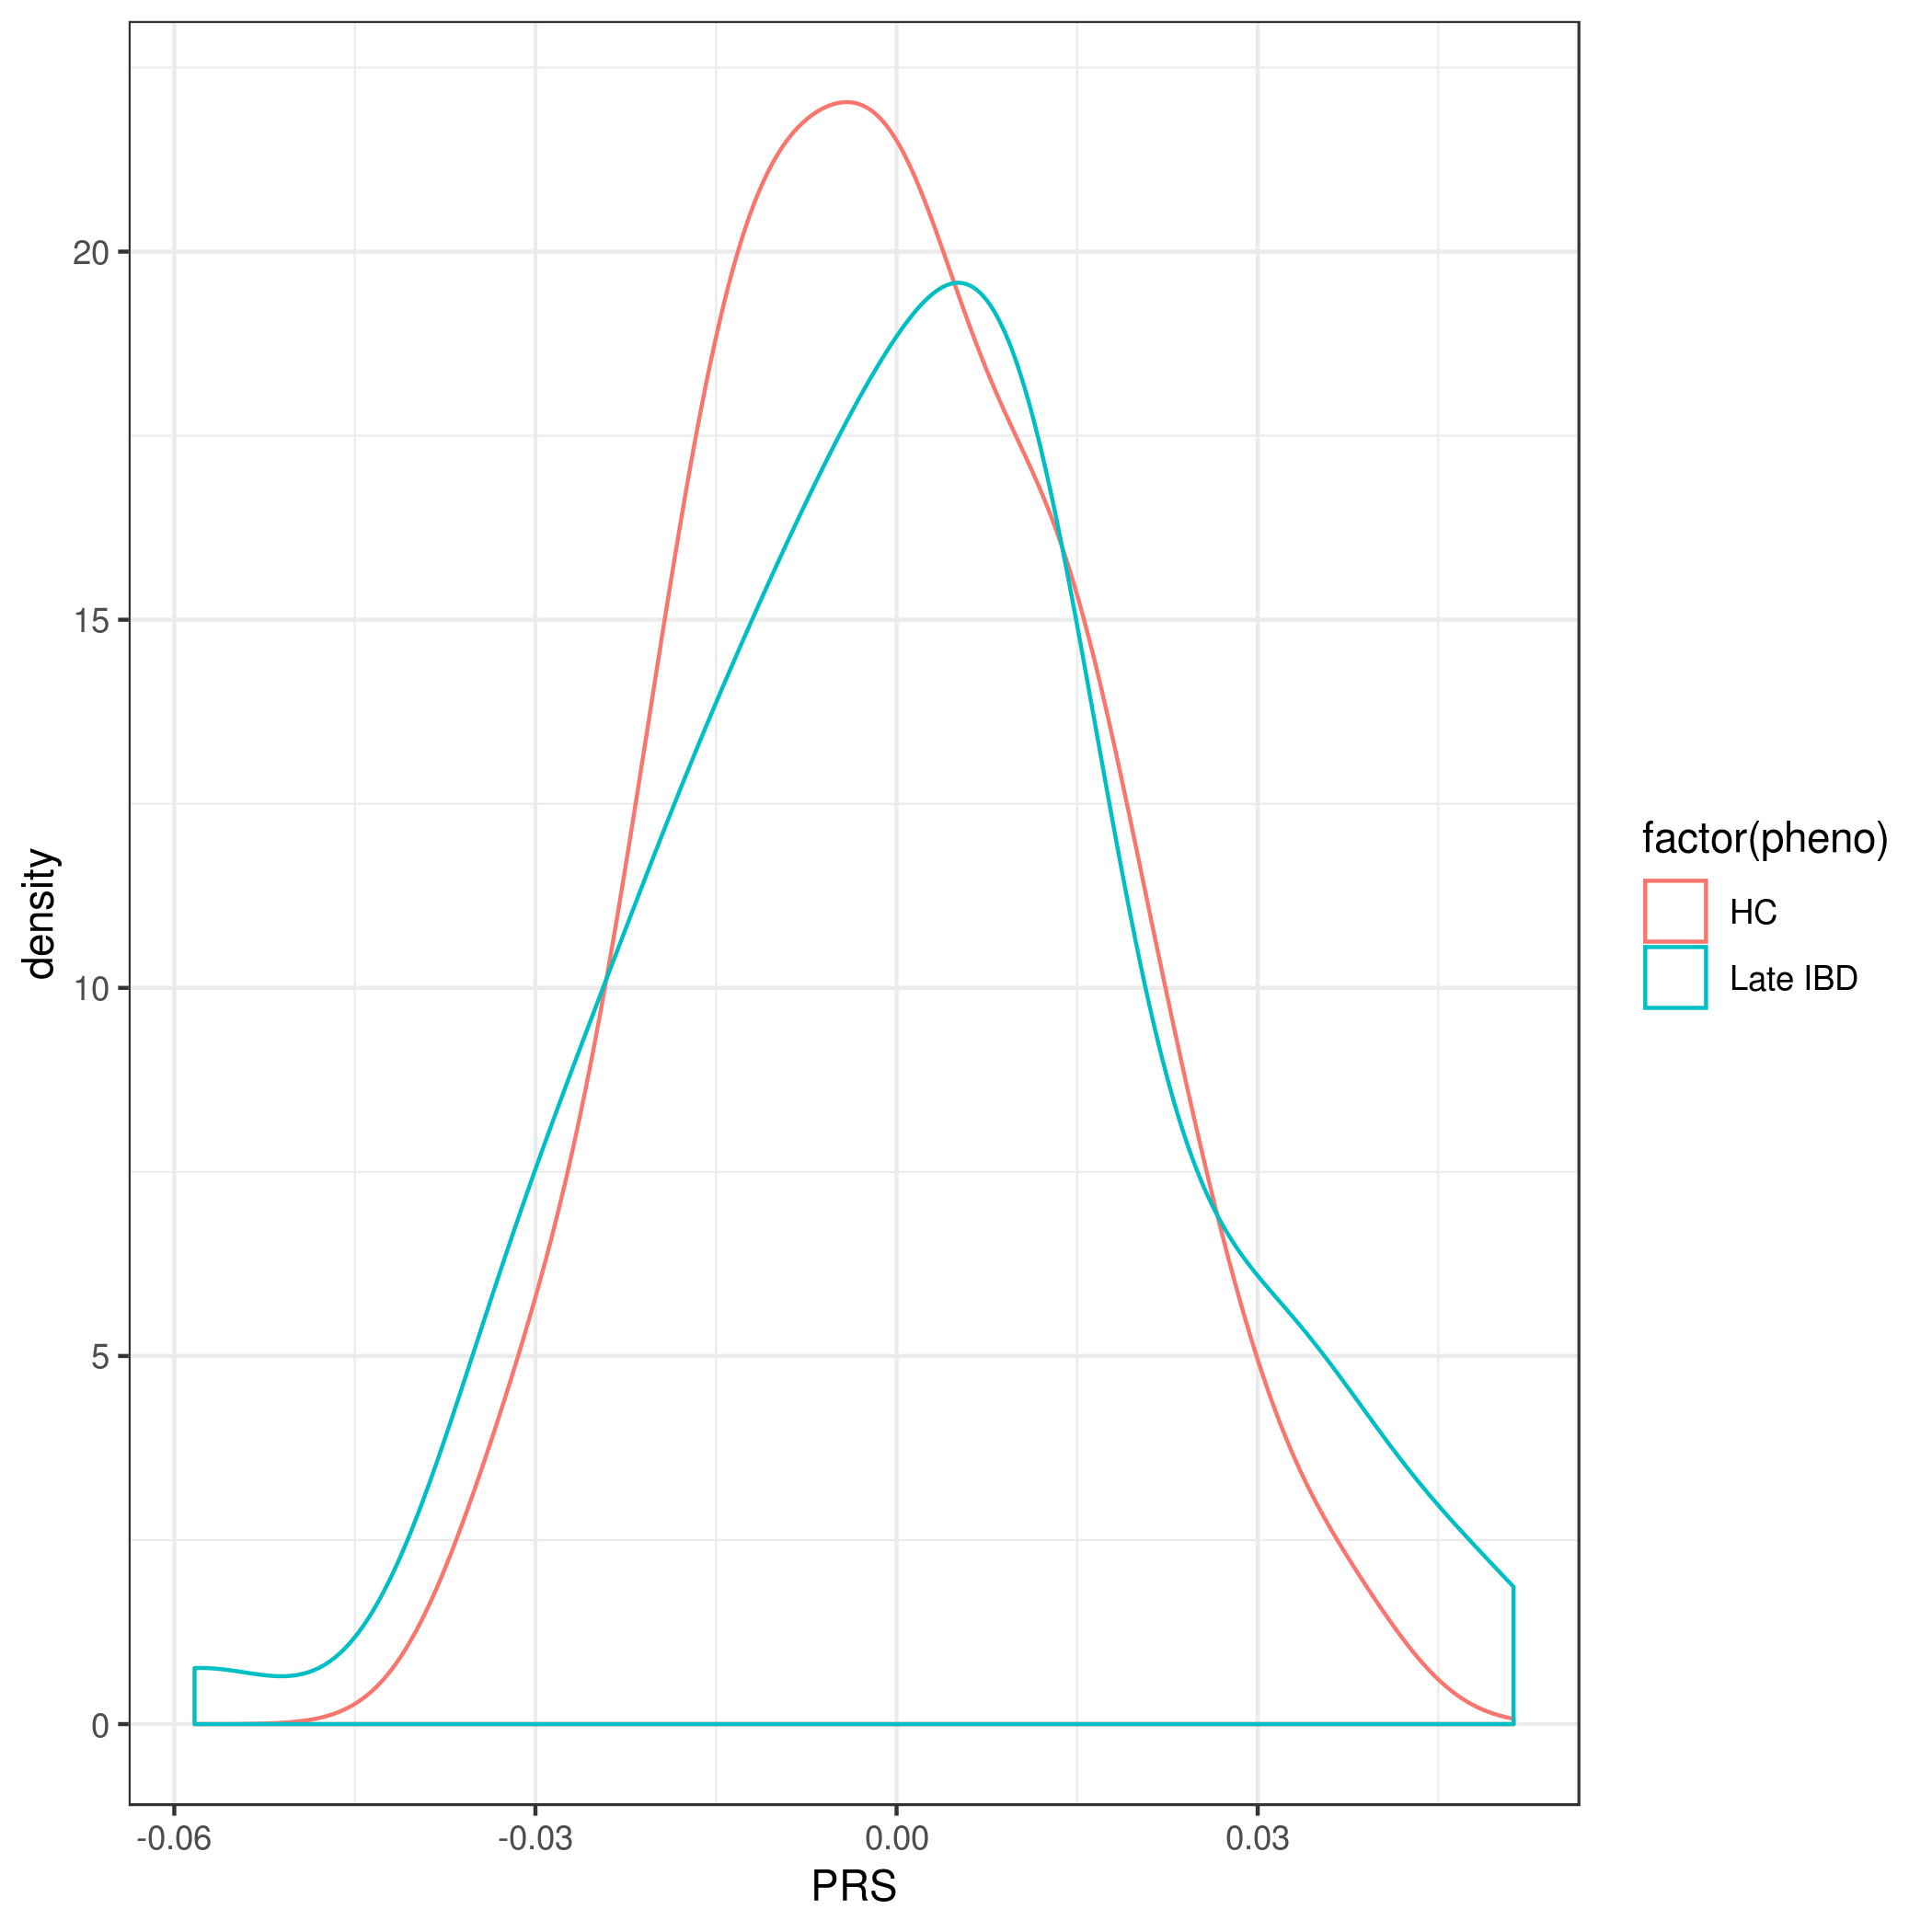 density
20
15
10
5
0
-0.06
-0.03
0.00
0.03
PRS
factor(pheno)
HC
Late IBD